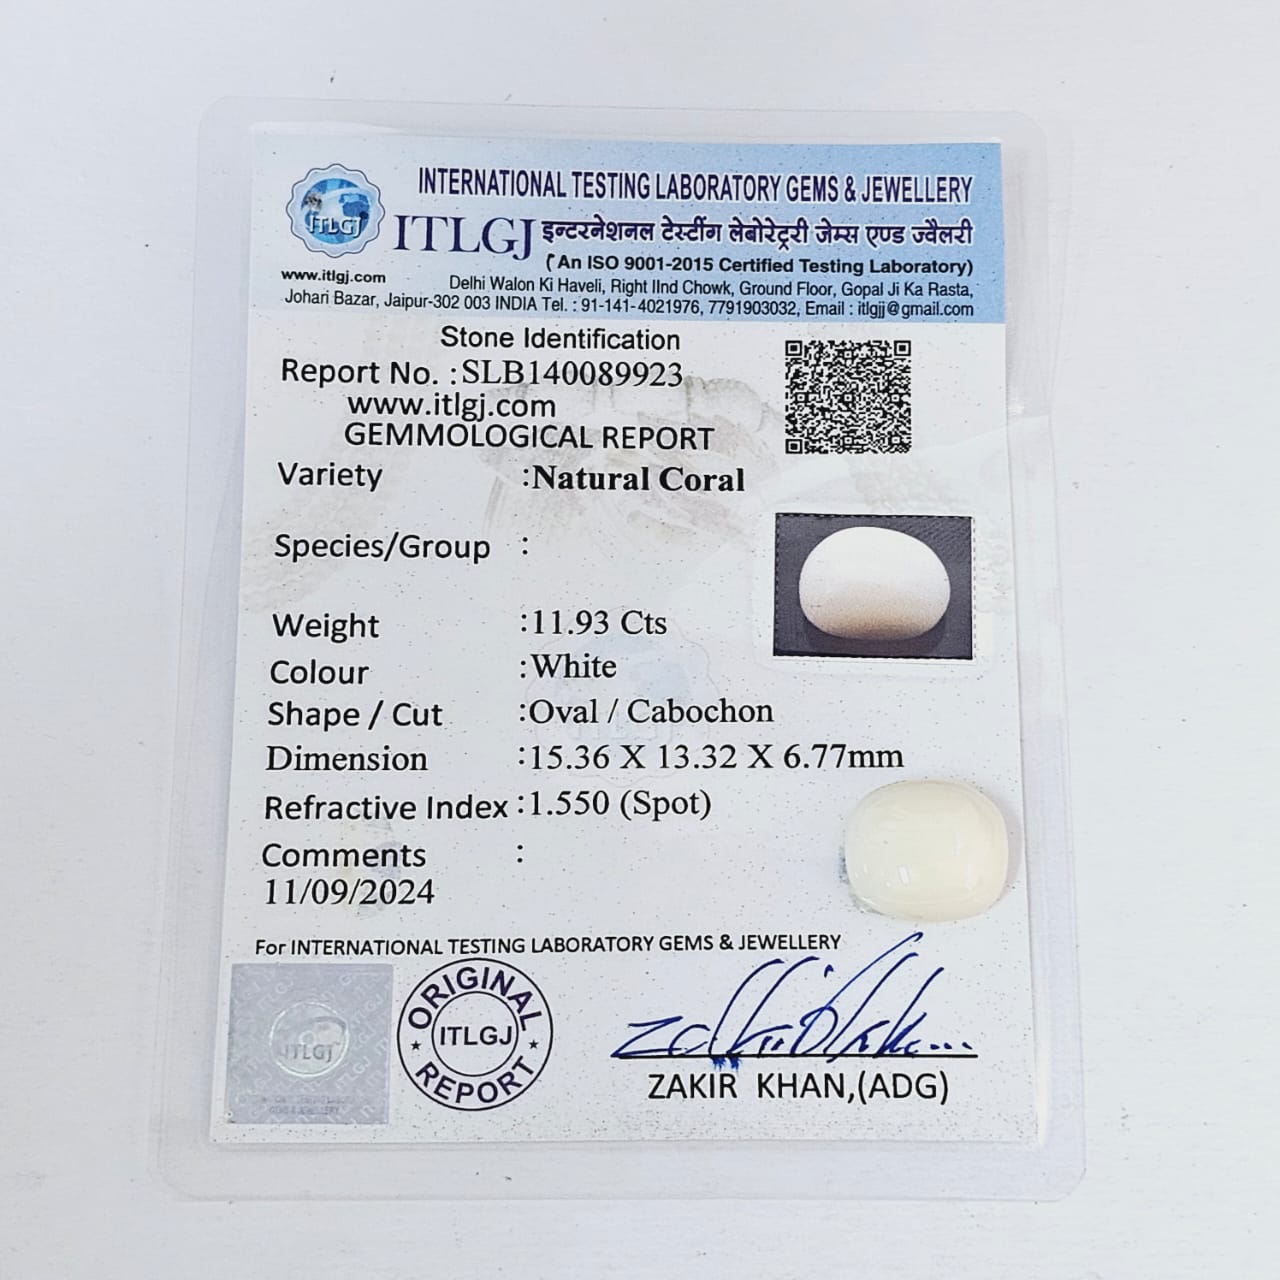 INTERNATIONAL TESTING LABORATORY GEMS & JEWELLERY
ITLGJ
ITLGJ इन्टरनेशनल टेस्टींग लेबोरेट्ररी जेम्स एण्ड ज्वैलरी
(An ISO 9001-2015 Certified Testing Laboratory)
www.itlgj.com
Delhi Walon Ki Haveli, Right IInd Chowk, Ground Floor, Gopal Ji Ka Rasta,
Johari Bazar, Jaipur-302 003 INDIA Tel. : 91-141-4021976, 7791903032, Email : itlgjj@gmail.com
Stone Identification
Report No. :SLB140089923
www.itlgj.com
GEMMOLOGICAL REPORT
Variety :Natural Coral
Species/Group :
Weight :11.93 Cts
Colour :White
Shape / Cut :Oval / Cabochon
Dimension :15.36 X 13.32 X 6.77mm
Refractive Index :1.550 (Spot)
Comments :
11/09/2024
For INTERNATIONAL TESTING LABORATORY GEMS & JEWELLERY
ITLGJ
ORIGINAL
ITLGJ
REPORT
ZAKIR KHAN,(ADG)